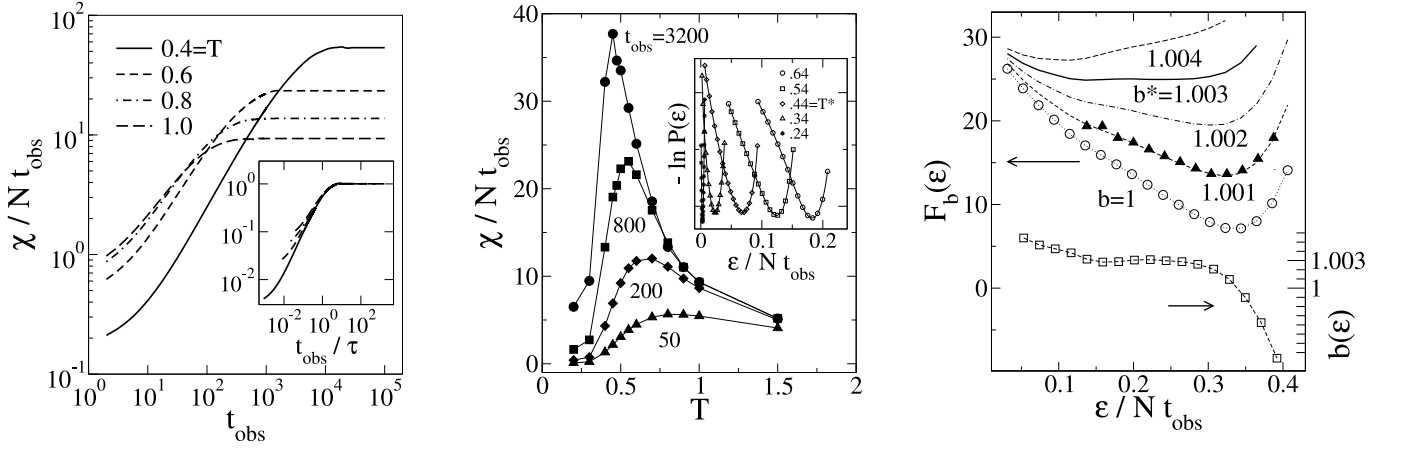 χ / N t_obs
10^2
10^1
10^0
10^-1
0.4=T
0.6
0.8
1.0
10^0
10^-1
10^-2
10^-2 10^0 10^2
t_obs / τ
10^0 10^1 10^2 10^3 10^4 10^5
t_obs
χ / N t_obs
40
30
20
10
0
t_obs=3200
800
200
50
- ln P(ε)
.64
.54
.44=T*
.34
.24
0 0.1 0.2
ε / N t_obs
0 0.5 1 1.5 2
T
F_b(ε)
30
20
10
0
1.004
b*=1.003
1.002
1.001
b=1
1.003
1
b(ε)
0.1 0.2 0.3 0.4
ε / N t_obs